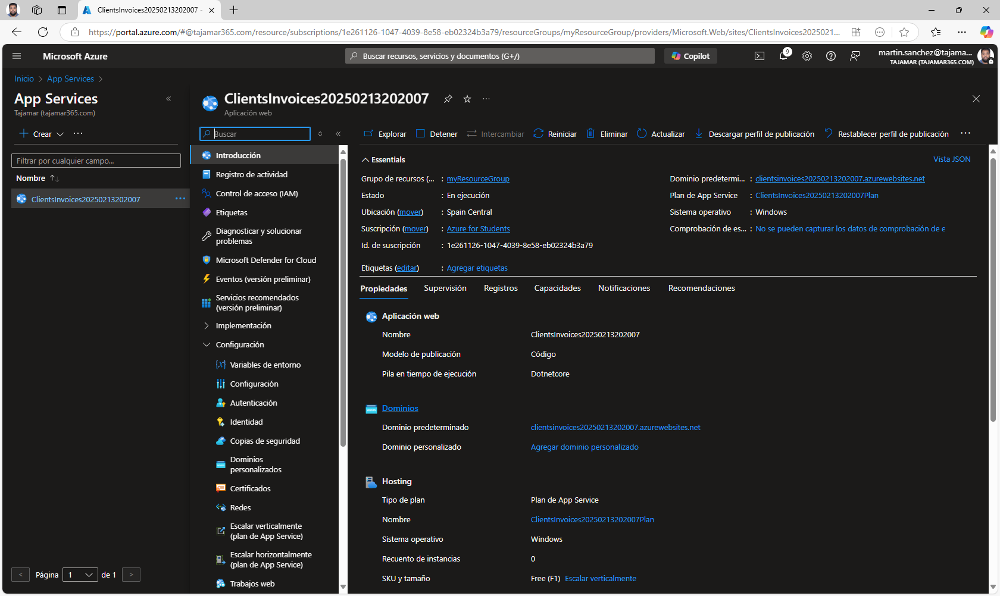 ClientsInvoices20250213202007 -
https://portal.azure.com/#@tajamar365.com/resource/subscriptions/1e261126-1047-4039-8e58-eb02324b3a79/resourceGroups/myResourceGroup/providers/Microsoft.Web/sites/ClientsInvoices2025021...
Microsoft Azure
Buscar recursos, servicios y documentos (G+/)
Copilot
9
martin.sanchez@tajama...
TAJAMAR (TAJAMAR365.COM)
Inicio > App Services >
App Services
Tajamar (tajamar365.com)
Crear
Filtrar por cualquier campo...
Nombre
ClientsInvoices20250213202007
Página 1 de 1
ClientsInvoices20250213202007
Aplicación web
Buscar
Introducción
Registro de actividad
Control de acceso (IAM)
Etiquetas
Diagnosticar y solucionar
problemas
Microsoft Defender for Cloud
Eventos (versión preliminar)
Servicios recomendados
(versión preliminar)
Implementación
Configuración
Variables de entorno
Configuración
Autenticación
Identidad
Copias de seguridad
Dominios
personalizados
Certificados
Redes
Escalar verticalmente
(plan de App Service)
Escalar horizontalmente
(plan de App Service)
Trabajos web
Explorar Detener Intercambiar Reiniciar Eliminar Actualizar Descargar perfil de publicación Restablecer perfil de publicación
Essentials
Vista JSON
Grupo de recursos (... : myResourceGroup
Estado : En ejecución
Ubicación (mover) : Spain Central
Suscripción (mover) : Azure for Students
Id. de suscripción : 1e261126-1047-4039-8e58-eb02324b3a79
Etiquetas (editar) : Agregar etiquetas
Dominio predetermi... : clientsinvoices20250213202007.azurewebsites.net
Plan de App Service : ClientsInvoices20250213202007Plan
Sistema operativo : Windows
Comprobación de es... : No se pueden capturar los datos de comprobación de e
Propiedades Supervisión Registros Capacidades Notificaciones Recomendaciones
Aplicación web
Nombre ClientsInvoices20250213202007
Modelo de publicación Código
Pila en tiempo de ejecución Dotnetcore
Dominios
Dominio predeterminado clientsinvoices20250213202007.azurewebsites.net
Dominio personalizado Agregar dominio personalizado
Hosting
Tipo de plan Plan de App Service
Nombre ClientsInvoices20250213202007Plan
Sistema operativo Windows
Recuento de instancias 0
SKU y tamaño Free (F1) Escalar verticalmente